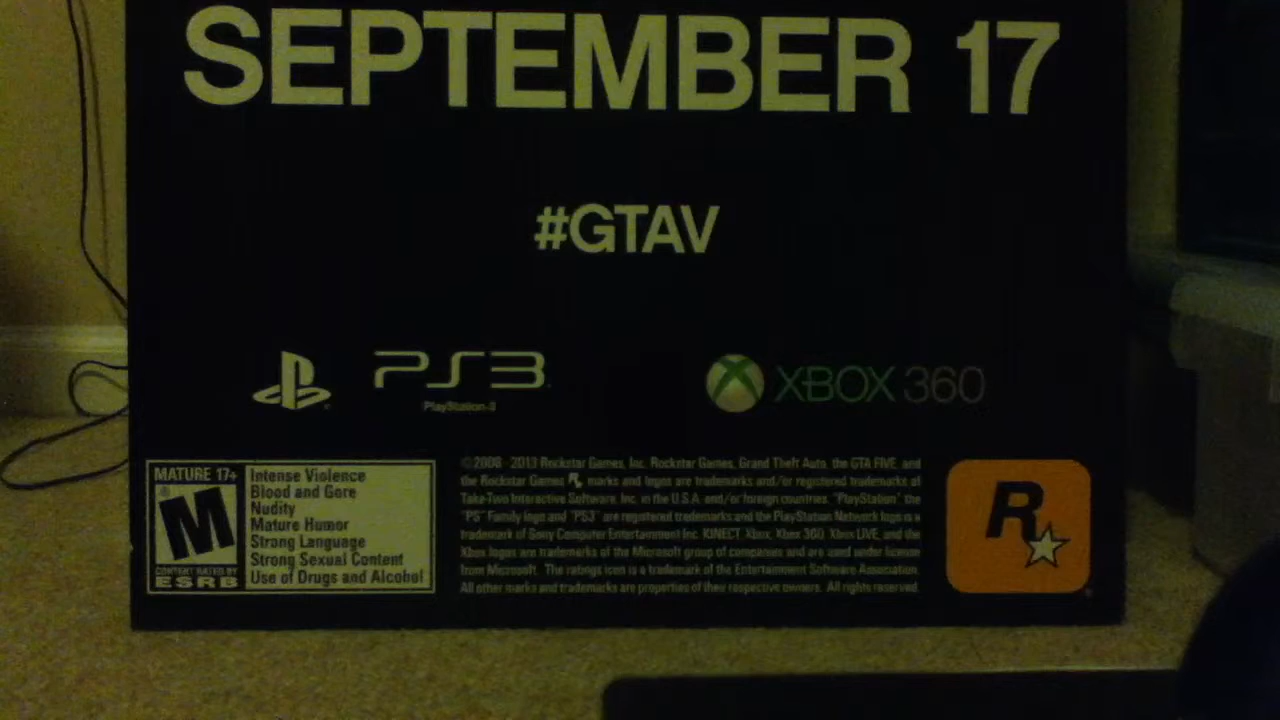 SEPTEMBER 17
#GTAV
PS3
PlayStation 3
XBOX 360
MATURE 17+
M
CONTENT RATED BY
ESRB
Intense Violence
Blood and Gore
Nudity
Mature Humor
Strong Language
Strong Sexual Content
Use of Drugs and Alcohol
©2008 - 2013 Rockstar Games, Inc. Rockstar Games, Grand Theft Auto, the GTA FIVE, and
the Rockstar Games R★ marks and logos are trademarks and/or registered trademarks of
Take-Two Interactive Software, Inc. in the U.S.A. and/or foreign countries. "PlayStation", the
"PS" Family logo and "PS3" are registered trademarks and the PlayStation Network logo is a
trademark of Sony Computer Entertainment Inc. KINECT, Xbox, Xbox 360, Xbox LIVE, and the
Xbox logos are trademarks of the Microsoft group of companies and are used under license
from Microsoft. The ratings icon is a trademark of the Entertainment Software Association.
All other marks and trademarks are properties of their respective owners. All rights reserved.
R★